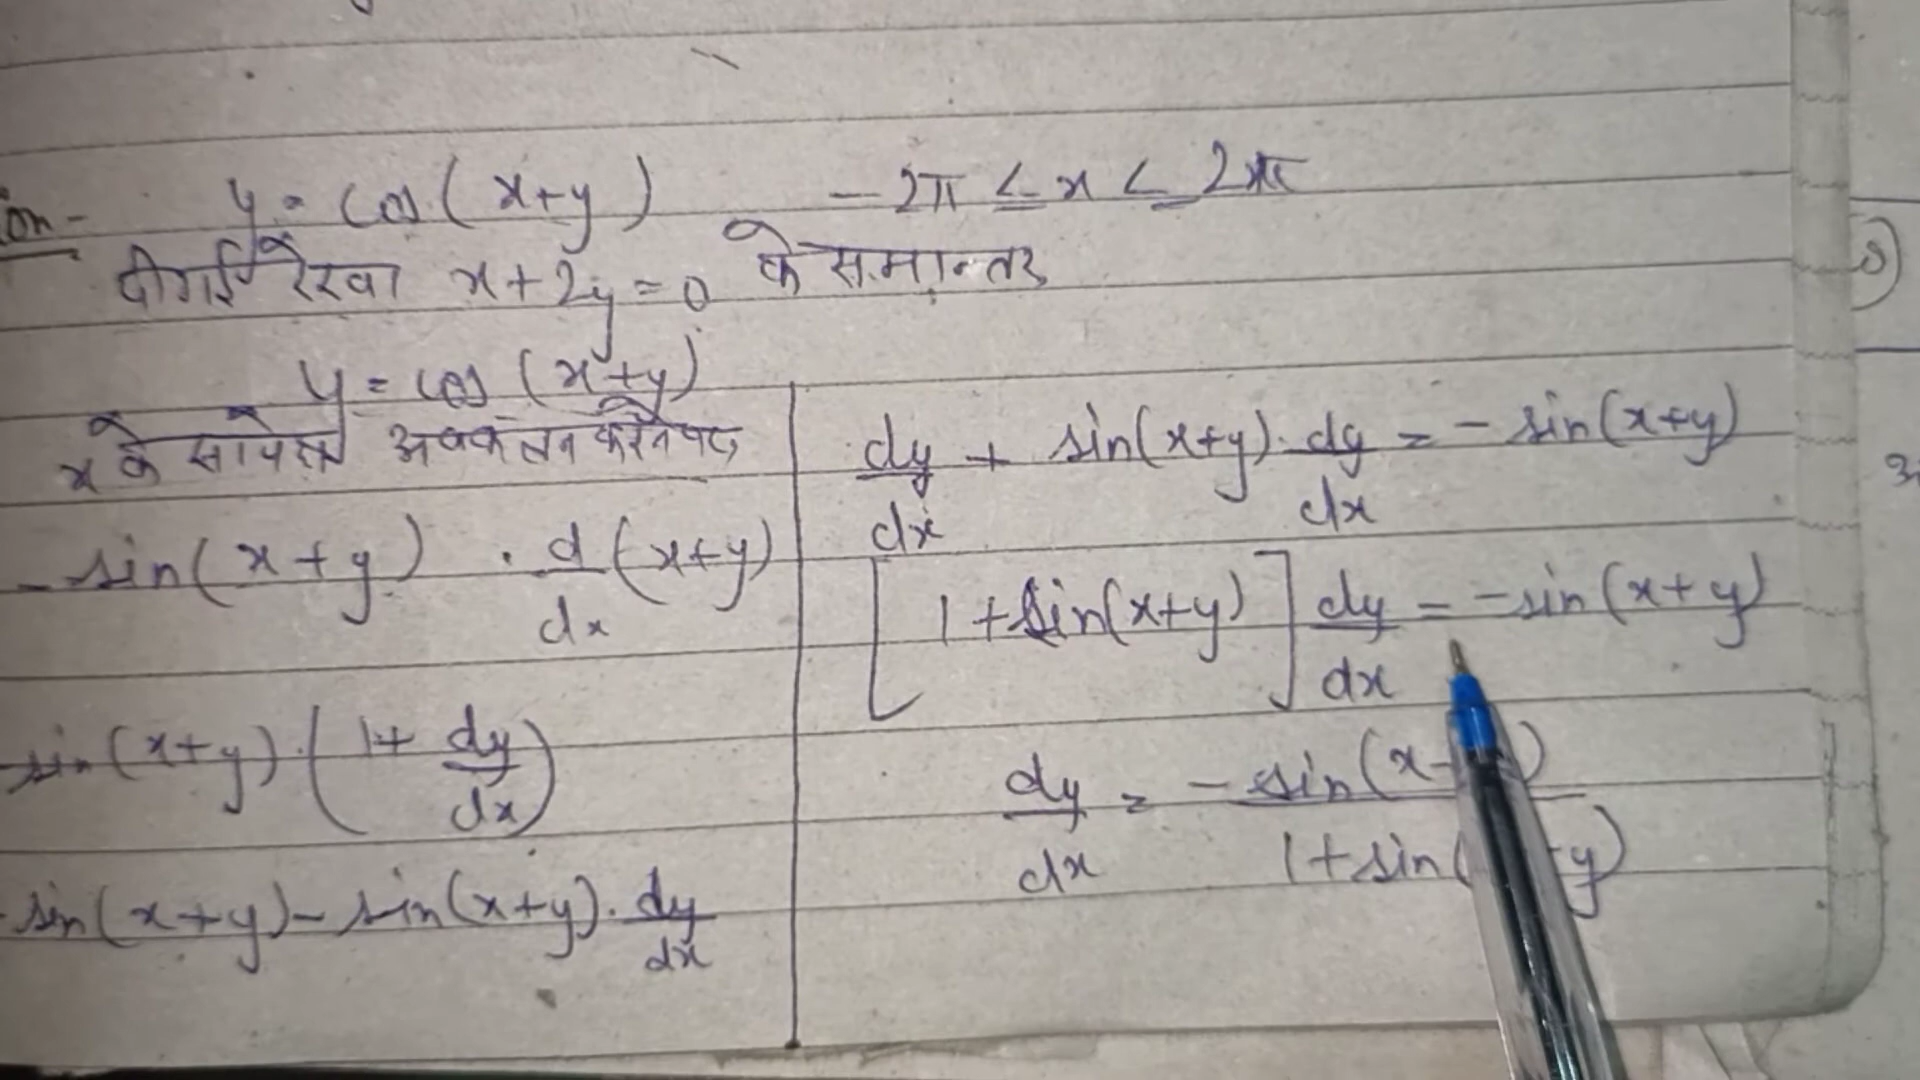 ion- y = cos(x+y) -2π ≤ x ≤ 2π
दी गई रेखा x+2y=0 के समान्तर
y = cos(x+y)
x के सापेक्ष अवकलन करने पर
-sin(x+y) · d/dx (x+y)
sin(x+y)·(1+ dy/dx)
-sin(x+y)-sin(x+y)· dy/dx
dy/dx + sin(x+y)· dy/dx = -sin(x+y)
[1+sin(x+y)] dy/dx = -sin(x+y)
dy/dx = -sin(x- )/1+sin( +y)